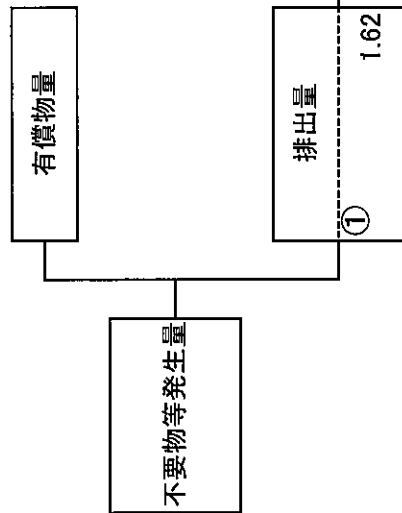 有償物量
不要物等発生量
排出量
①
1.62